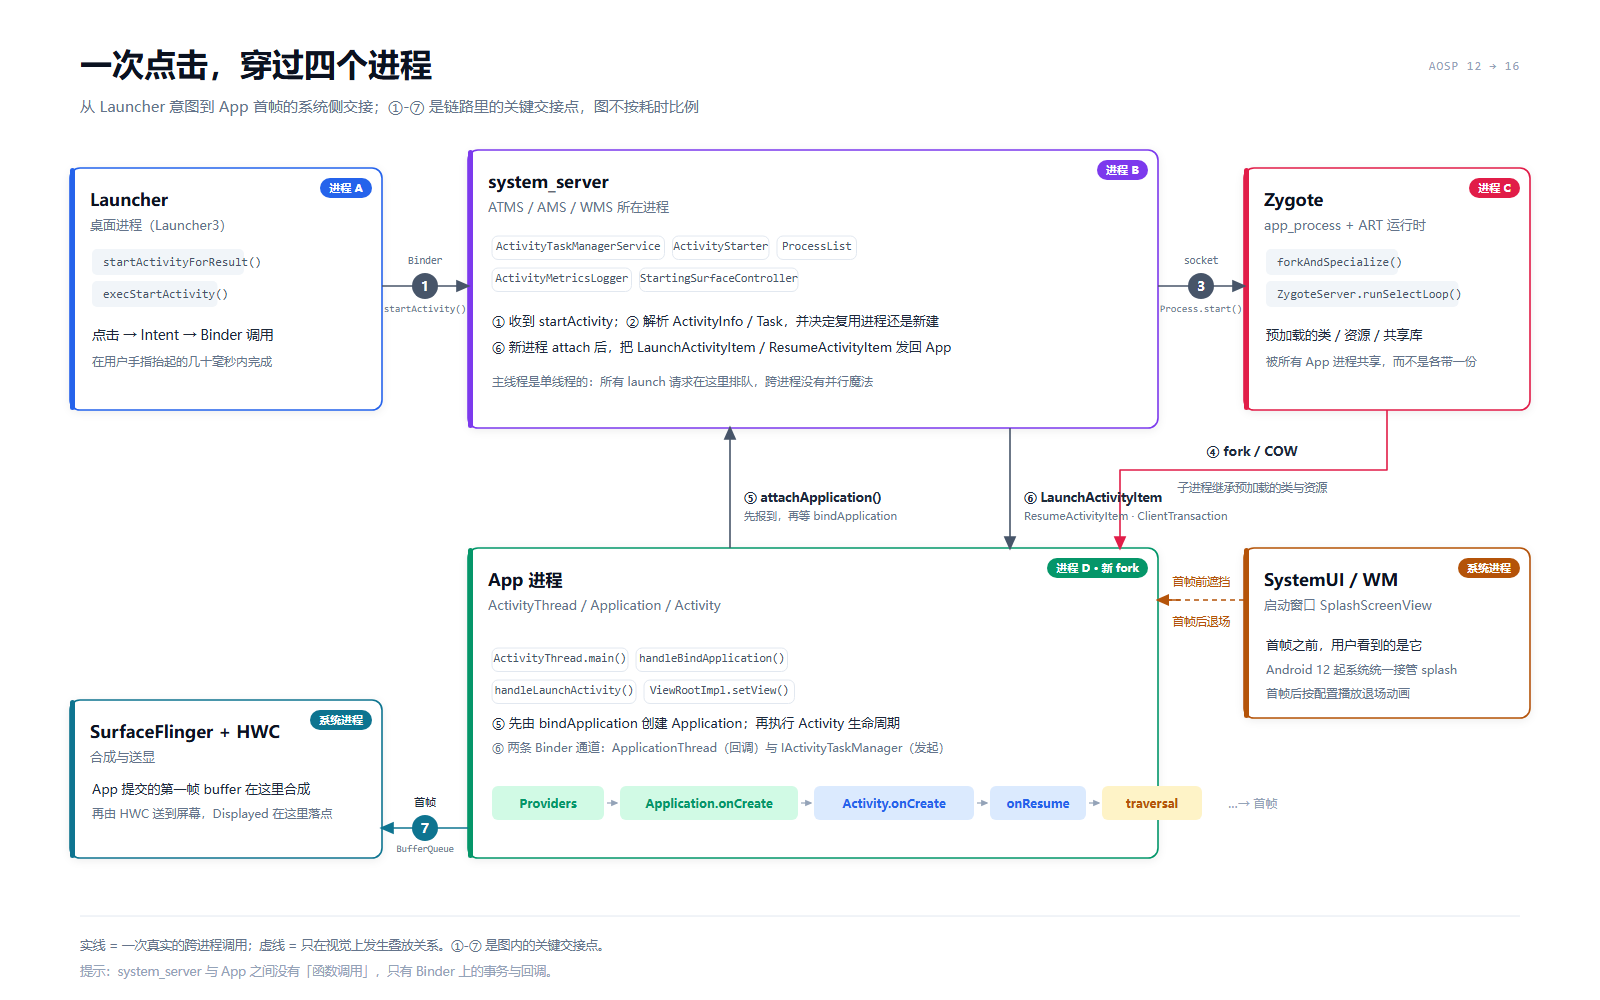 一次点击，穿过四个进程
AOSP 12 → 16
从 Launcher 意图到 App 首帧的系统侧交接；①-⑦ 是链路里的关键交接点，图不按耗时比例
进程 A
Launcher
桌面进程（Launcher3）
startActivityForResult()
execStartActivity()
点击 → Intent → Binder 调用
在用户手指抬起的几十毫秒内完成
Binder
1
startActivity()
进程 B
system_server
ATMS / AMS / WMS 所在进程
ActivityTaskManagerService
ActivityStarter
ProcessList
ActivityMetricsLogger
StartingSurfaceController
① 收到 startActivity；② 解析 ActivityInfo / Task，并决定复用进程还是新建
⑥ 新进程 attach 后，把 LaunchActivityItem / ResumeActivityItem 发回 App
主线程是单线程的：所有 launch 请求在这里排队，跨进程没有并行魔法
socket
3
Process.start()
进程 C
Zygote
app_process + ART 运行时
forkAndSpecialize()
ZygoteServer.runSelectLoop()
预加载的类 / 资源 / 共享库
被所有 App 进程共享，而不是各带一份
④ fork / COW
子进程继承预加载的类与资源
⑤ attachApplication()
先报到，再等 bindApplication
⑥ LaunchActivityItem
ResumeActivityItem · ClientTransaction
进程 D • 新 fork
App 进程
ActivityThread / Application / Activity
ActivityThread.main()
handleBindApplication()
handleLaunchActivity()
ViewRootImpl.setView()
⑤ 先由 bindApplication 创建 Application；再执行 Activity 生命周期
⑥ 两条 Binder 通道：ApplicationThread（回调）与 IActivityTaskManager（发起）
Providers
Application.onCreate
Activity.onCreate
onResume
traversal
...→ 首帧
首帧前遮挡
首帧后退场
系统进程
SystemUI / WM
启动窗口 SplashScreenView
首帧之前，用户看到的是它
Android 12 起系统统一接管 splash
首帧后按配置播放退场动画
系统进程
SurfaceFlinger + HWC
合成与送显
App 提交的第一帧 buffer 在这里合成
再由 HWC 送到屏幕，Displayed 在这里落点
首帧
7
BufferQueue
实线 = 一次真实的跨进程调用；虚线 = 只在视觉上发生叠放关系。①-⑦ 是图内的关键交接点。
提示：system_server 与 App 之间没有「函数调用」，只有 Binder 上的事务与回调。